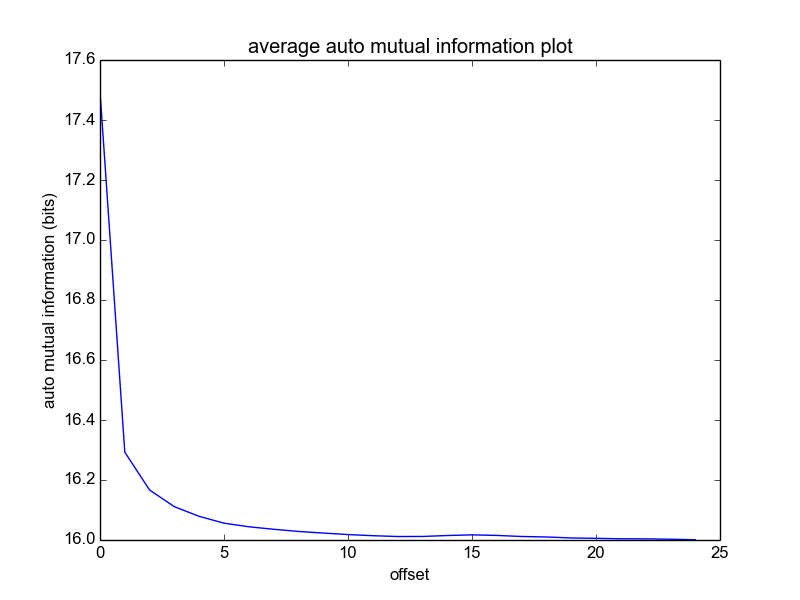 average auto mutual information plot
17.6
17.4
17.2
17.0
16.8
16.6
16.4
16.2
16.0
auto mutual information (bits)
0 5 10 15 20 25
offset